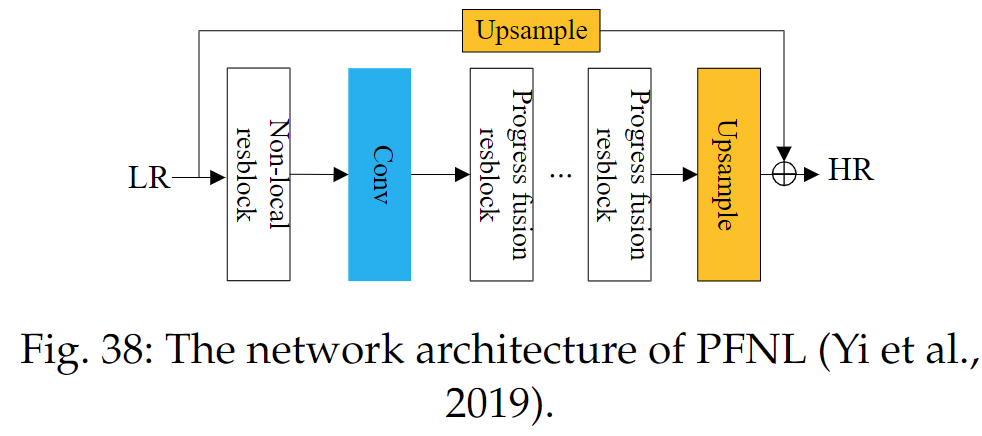 Upsample
LR
Non-local
resblock
Conv
Progress fusion
resblock
...
Progress fusion
resblock
Upsample
HR
Fig. 38: The network architecture of PFNL (Yi et al.,
2019).